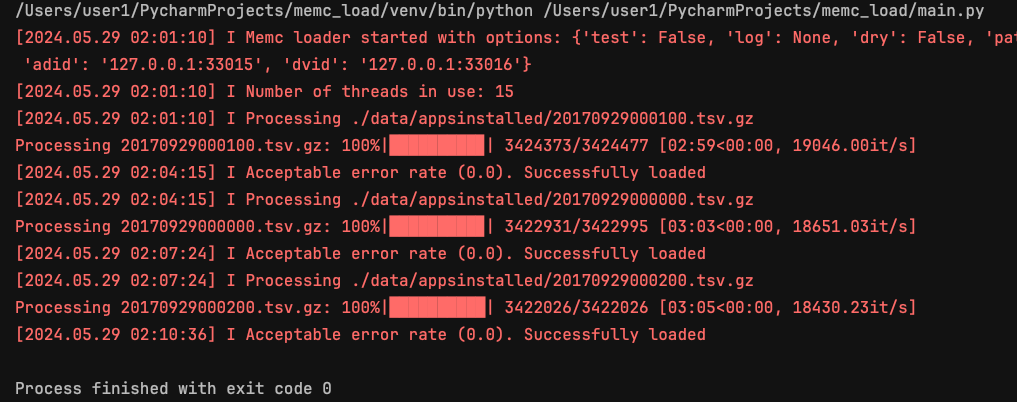 /Users/user1/PycharmProjects/memc_load/venv/bin/python /Users/user1/PycharmProjects/memc_load/main.py
[2024.05.29 02:01:10] I Memc loader started with options: {'test': False, 'log': None, 'dry': False, 'pat
'adid': '127.0.0.1:33015', 'dvid': '127.0.0.1:33016'}
[2024.05.29 02:01:10] I Number of threads in use: 15
[2024.05.29 02:01:10] I Processing ./data/appsinstalled/20170929000100.tsv.gz
Processing 20170929000100.tsv.gz: 100%|██████████| 3424373/3424477 [02:59<00:00, 19046.00it/s]
[2024.05.29 02:04:15] I Acceptable error rate (0.0). Successfully loaded
[2024.05.29 02:04:15] I Processing ./data/appsinstalled/20170929000000.tsv.gz
Processing 20170929000000.tsv.gz: 100%|██████████| 3422931/3422995 [03:03<00:00, 18651.03it/s]
[2024.05.29 02:07:24] I Acceptable error rate (0.0). Successfully loaded
[2024.05.29 02:07:24] I Processing ./data/appsinstalled/20170929000200.tsv.gz
Processing 20170929000200.tsv.gz: 100%|██████████| 3422026/3422026 [03:05<00:00, 18430.23it/s]
[2024.05.29 02:10:36] I Acceptable error rate (0.0). Successfully loaded
Process finished with exit code 0